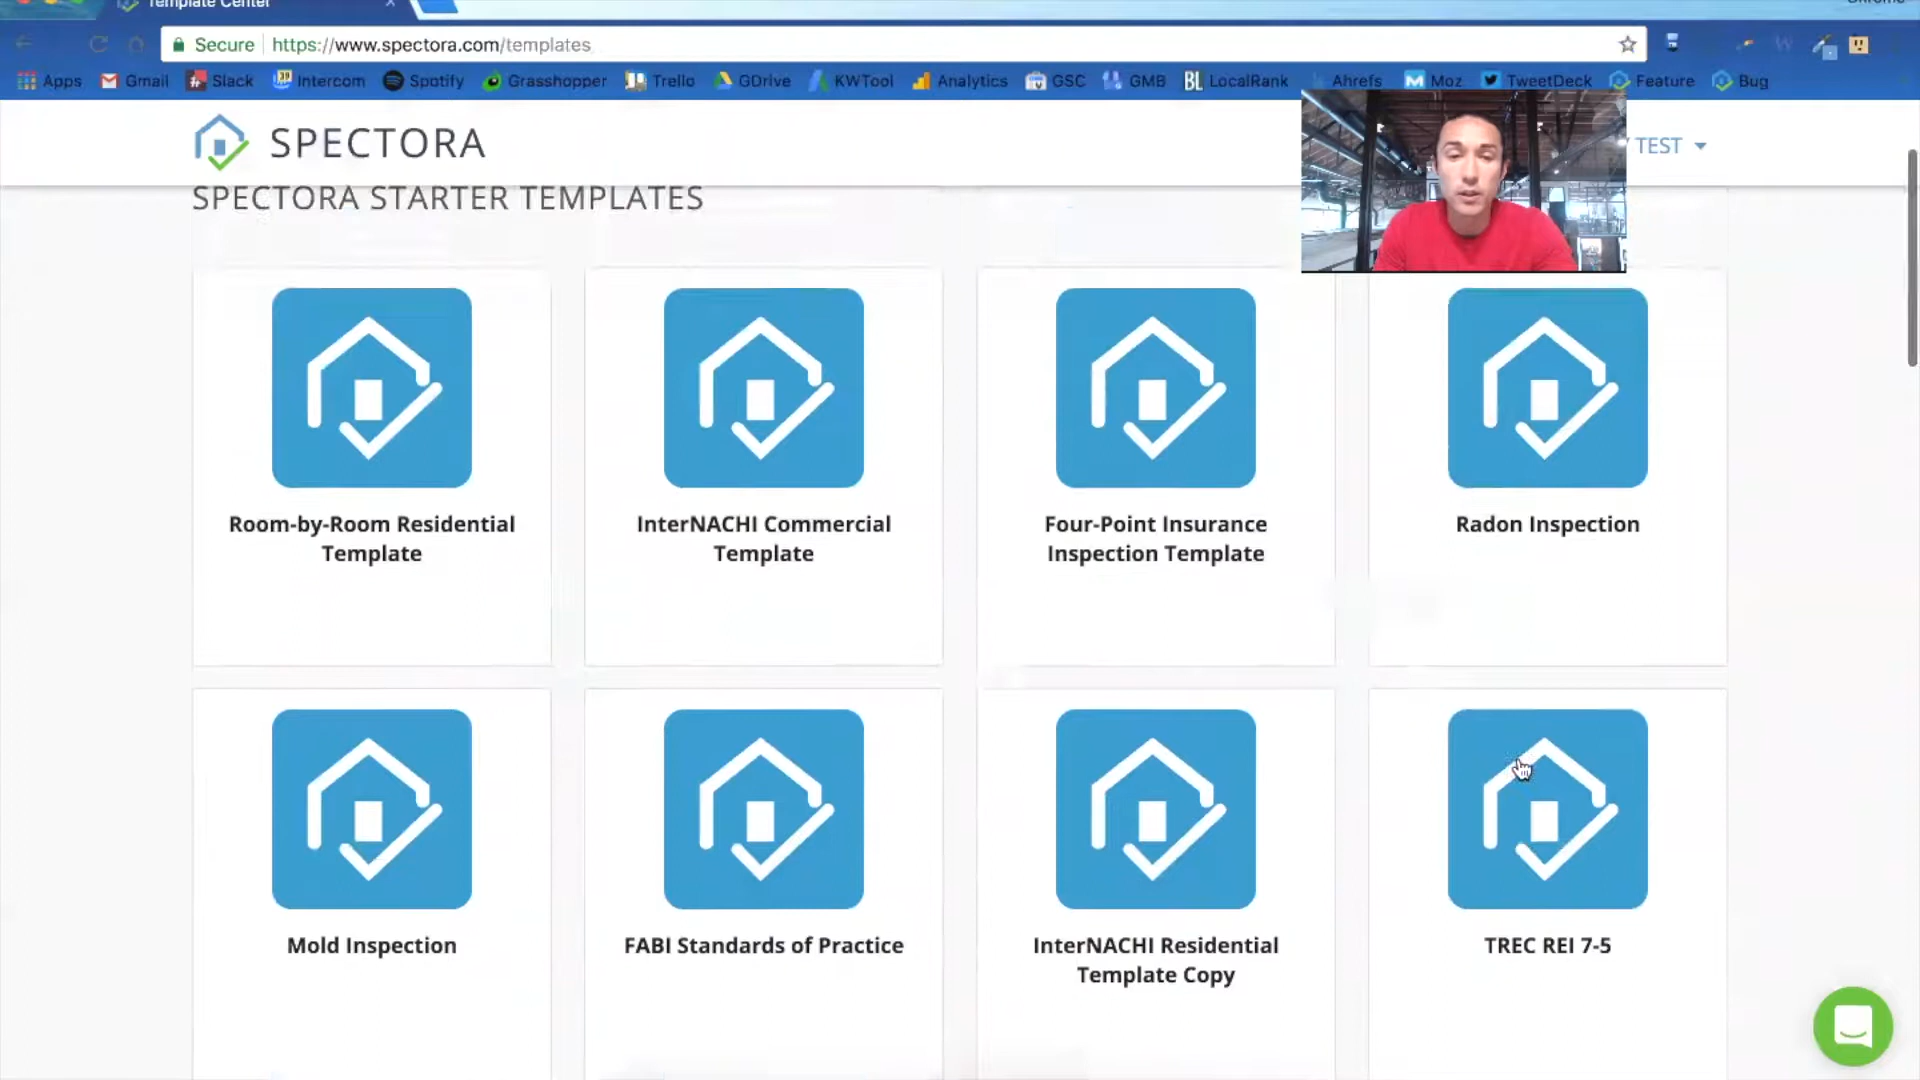 Template Center
Chrome
Secure https://www.spectora.com/templates
Apps Gmail Slack Intercom Spotify Grasshopper Trello GDrive KWTool Analytics GSC GMB BL LocalRank Ahrefs Moz TweetDeck Feature Bug
SPECTORA
TEST
SPECTORA STARTER TEMPLATES
Room-by-Room Residential
Template
InterNACHI Commercial
Template
Four-Point Insurance
Inspection Template
Radon Inspection
Mold Inspection
FABI Standards of Practice
InterNACHI Residential
Template Copy
TREC REI 7-5